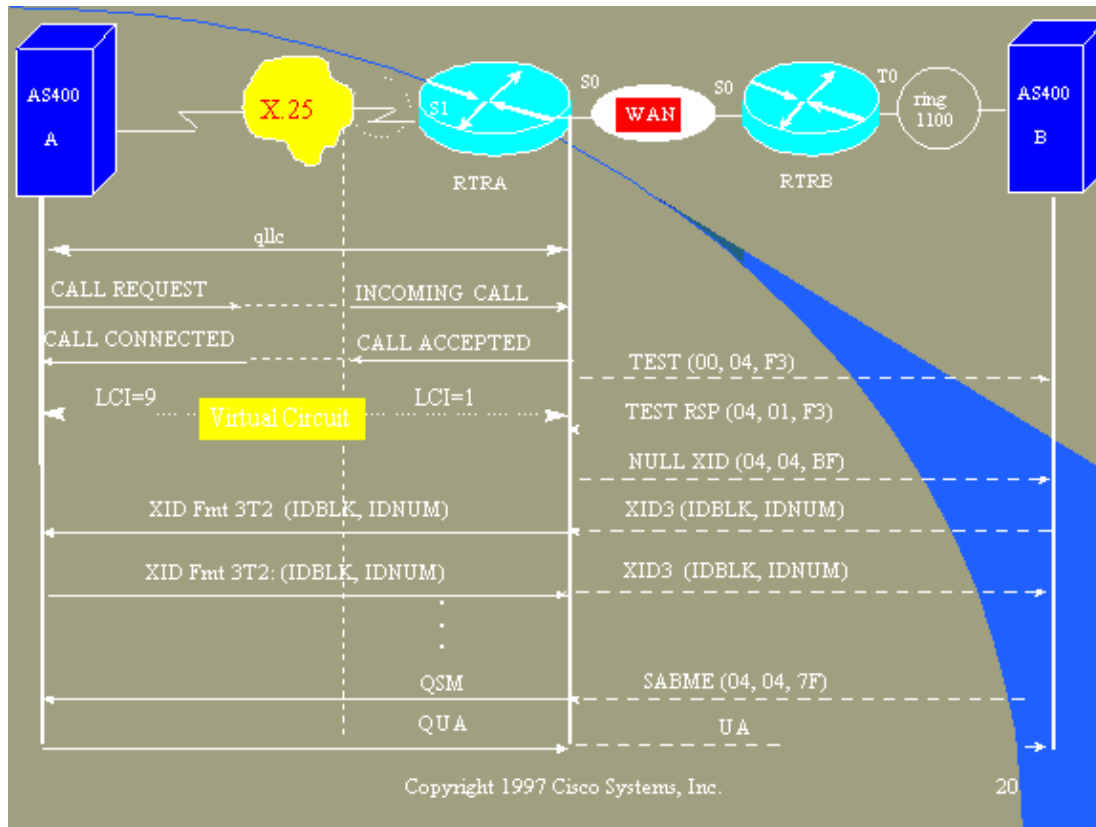 AS400
A
X.25
S1
RTRA
S0
WAN
S0
RTRB
T0
ring
1100
AS400
B
qllc
CALL REQUEST
INCOMING CALL
CALL CONNECTED
CALL ACCEPTED
TEST (00, 04, F3)
LCI=9
LCI=1
Virtual Circuit
TEST RSP (04, 01, F3)
NULL XID (04, 04, BF)
XID Fmt 3T2 (IDBLK, IDNUM)
XID3 (IDBLK, IDNUM)
XID Fmt 3T2: (IDBLK, IDNUM)
XID3 (IDBLK, IDNUM)
QSM
SABME (04, 04, 7F)
QUA
UA
Copyright 1997 Cisco Systems, Inc.
20